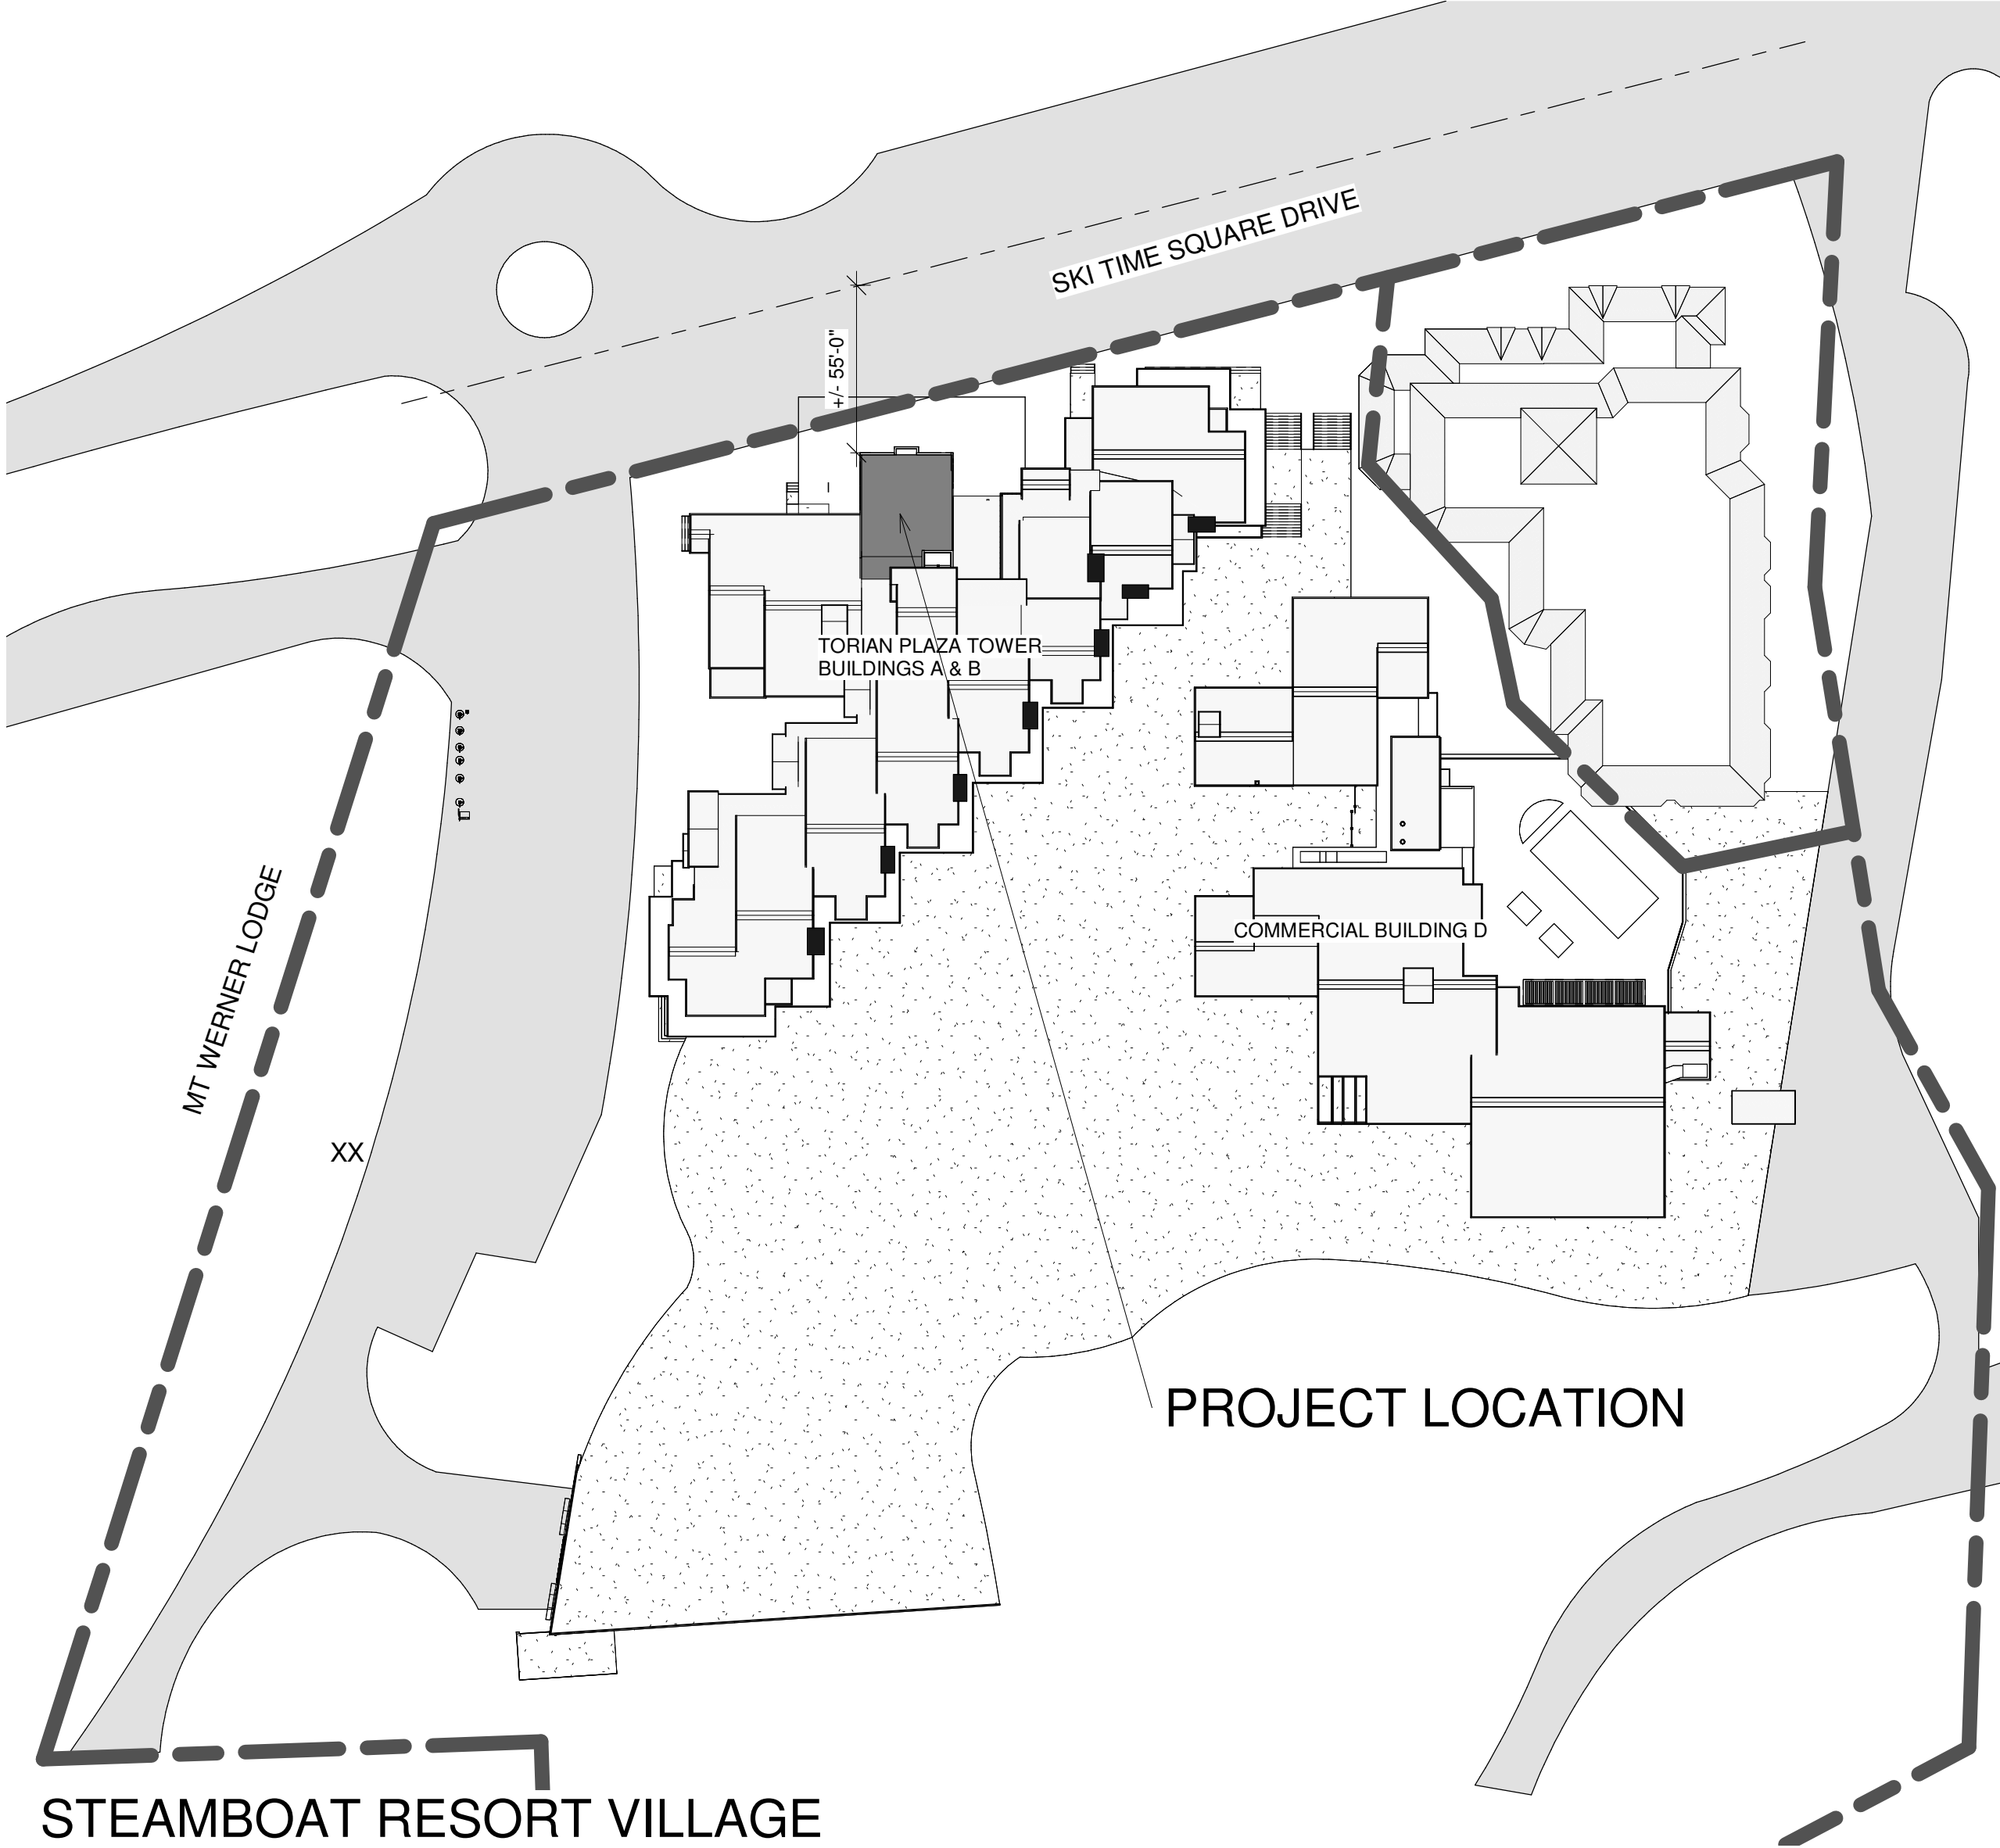 SKI TIME SQUARE DRIVE
+/- 55'-0"
TORIAN PLAZA TOWER
BUILDINGS A & B
MT WERNER LODGE
COMMERCIAL BUILDING D
XX
PROJECT LOCATION
STEAMBOAT RESORT VILLAGE